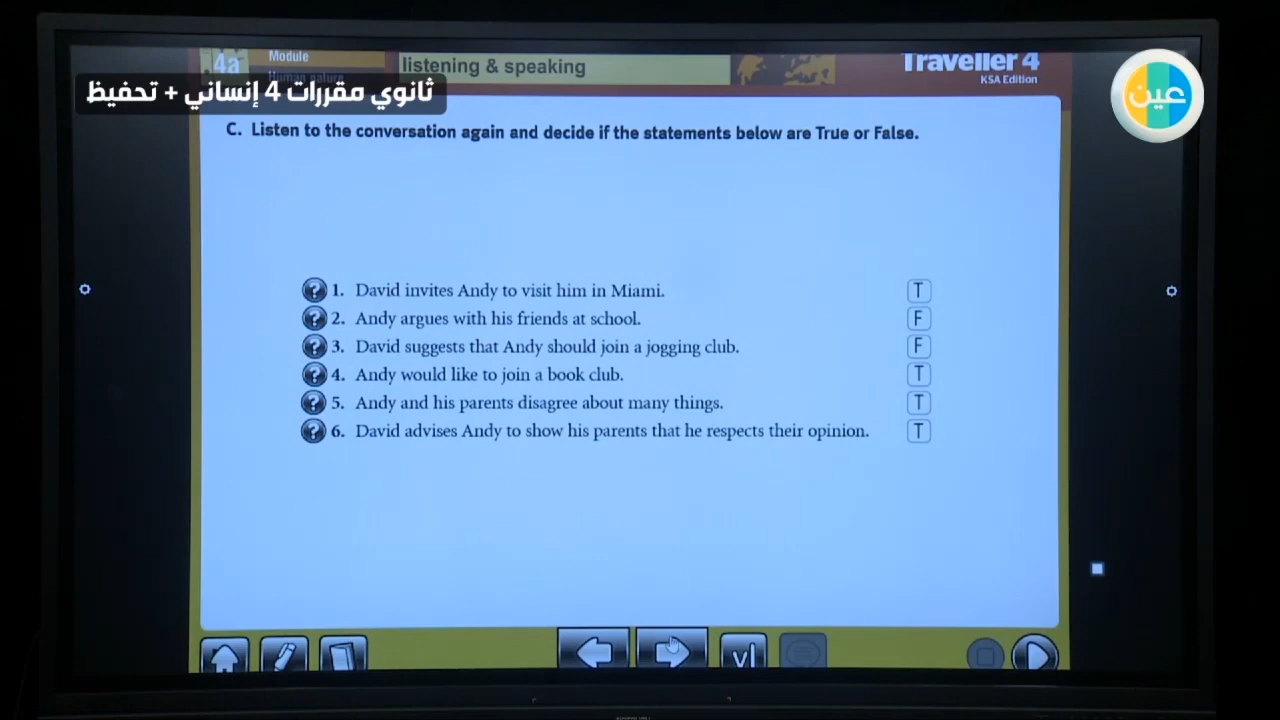 4a
Module
Human nature
listening & speaking
Traveller 4
KSA Edition
ثانوي مقررات 4 إنساني + تحفيظ
عين
C. Listen to the conversation again and decide if the statements below are True or False.
1. David invites Andy to visit him in Miami. T
2. Andy argues with his friends at school. F
3. David suggests that Andy should join a jogging club. F
4. Andy would like to join a book club. T
5. Andy and his parents disagree about many things. T
6. David advises Andy to show his parents that he respects their opinion. T